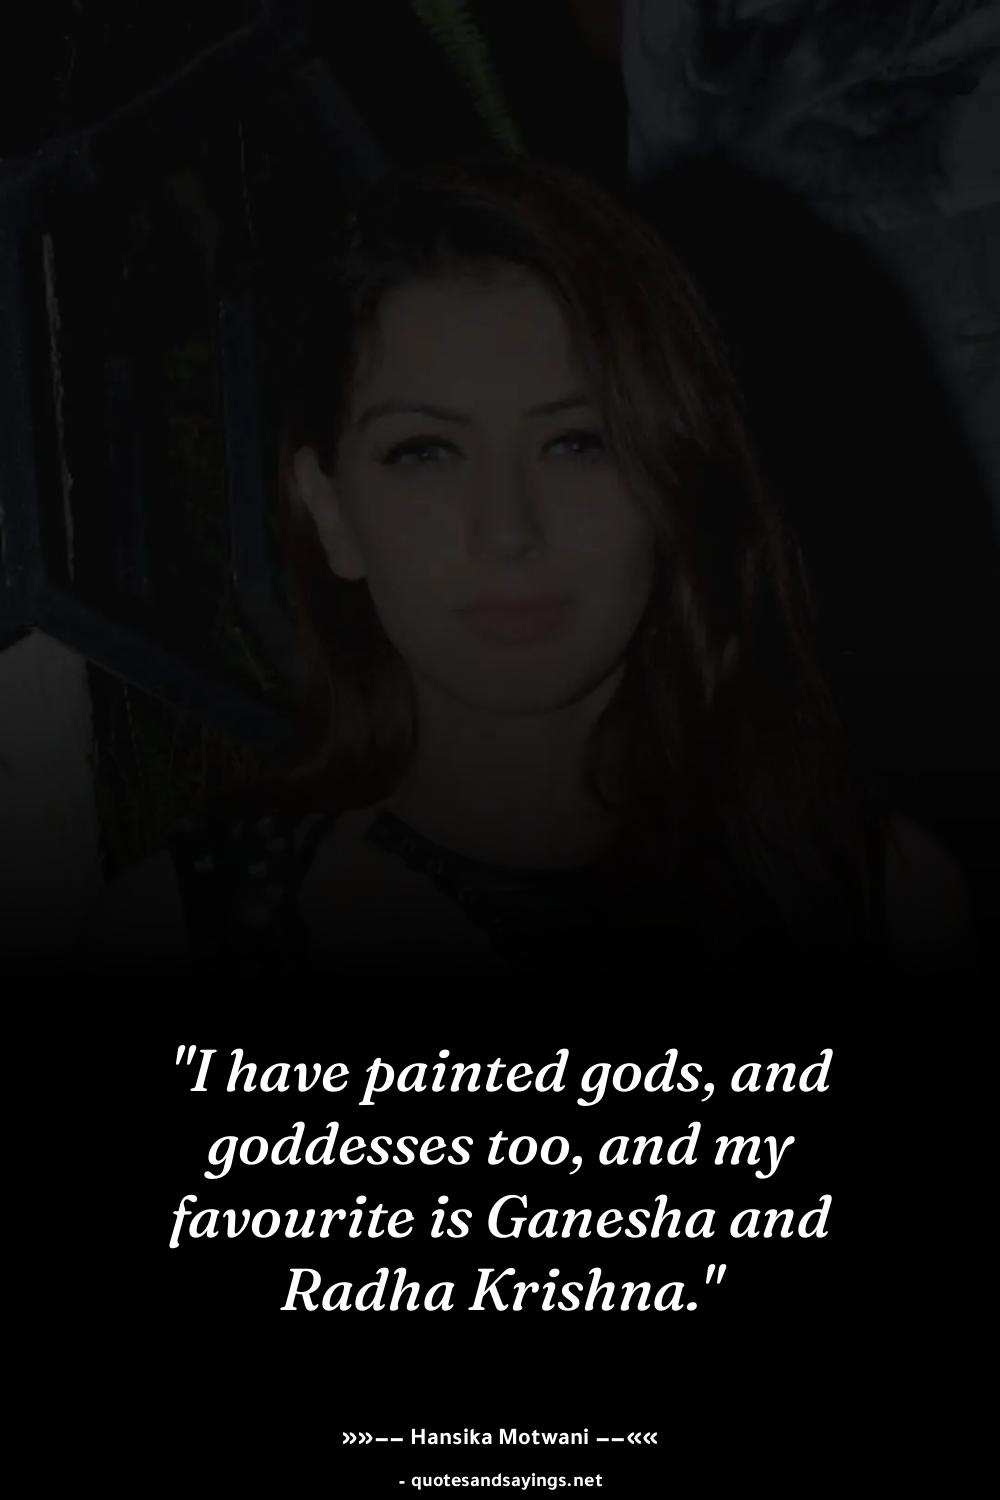 "I have painted gods, and
goddesses too, and my
favourite is Ganesha and
Radha Krishna."
»»−− Hansika Motwani −−««
- quotesandsayings.net